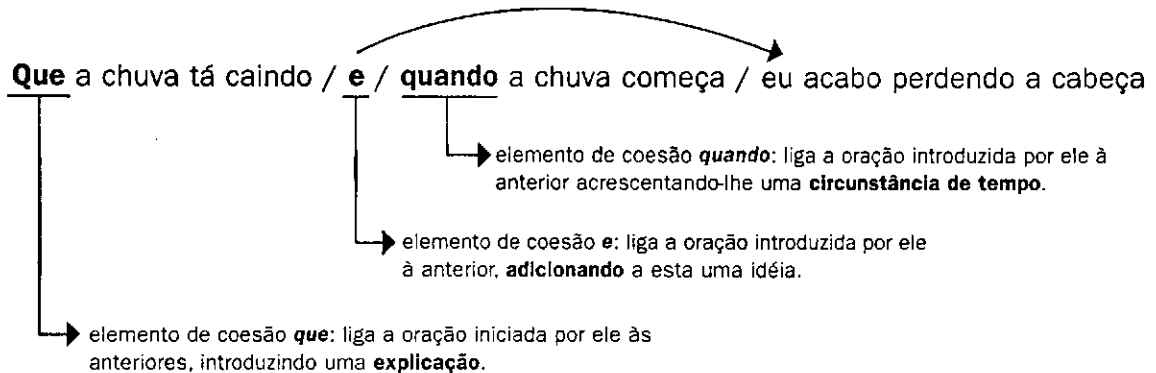 Que a chuva tá caindo / e / quando a chuva começa / eu acabo perdendo a cabeça
elemento de coesão quando: liga a oração introduzida por ele à
anterior acrescentando-lhe uma circunstância de tempo.
elemento de coesão e: liga a oração introduzida por ele
à anterior, adicionando a esta uma idéia.
elemento de coesão que: liga a oração iniciada por ele às
anteriores, introduzindo uma explicação.